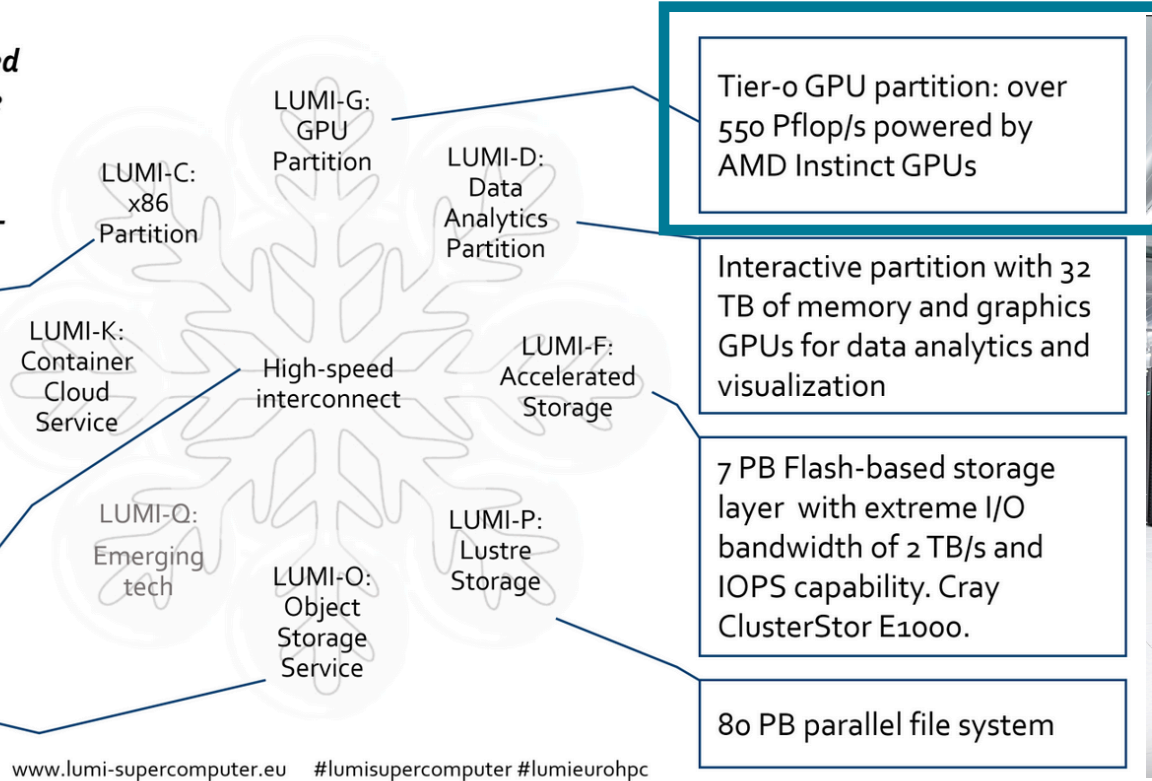 ed
LUMI-G:
GPU
Partition
LUMI-C:
x86
Partition
LUMI-D:
Data
Analytics
Partition
LUMI-K:
Container
Cloud
Service
High-speed
interconnect
LUMI-F:
Accelerated
Storage
LUMI-Q:
Emerging
tech
LUMI-O:
Object
Storage
Service
LUMI-P:
Lustre
Storage
Tier-0 GPU partition: over
550 Pflop/s powered by
AMD Instinct GPUs
Interactive partition with 32
TB of memory and graphics
GPUs for data analytics and
visualization
7 PB Flash-based storage
layer with extreme I/O
bandwidth of 2 TB/s and
IOPS capability. Cray
ClusterStor E1000.
80 PB parallel file system
www.lumi-supercomputer.eu #lumisupercomputer #lumieurohpc